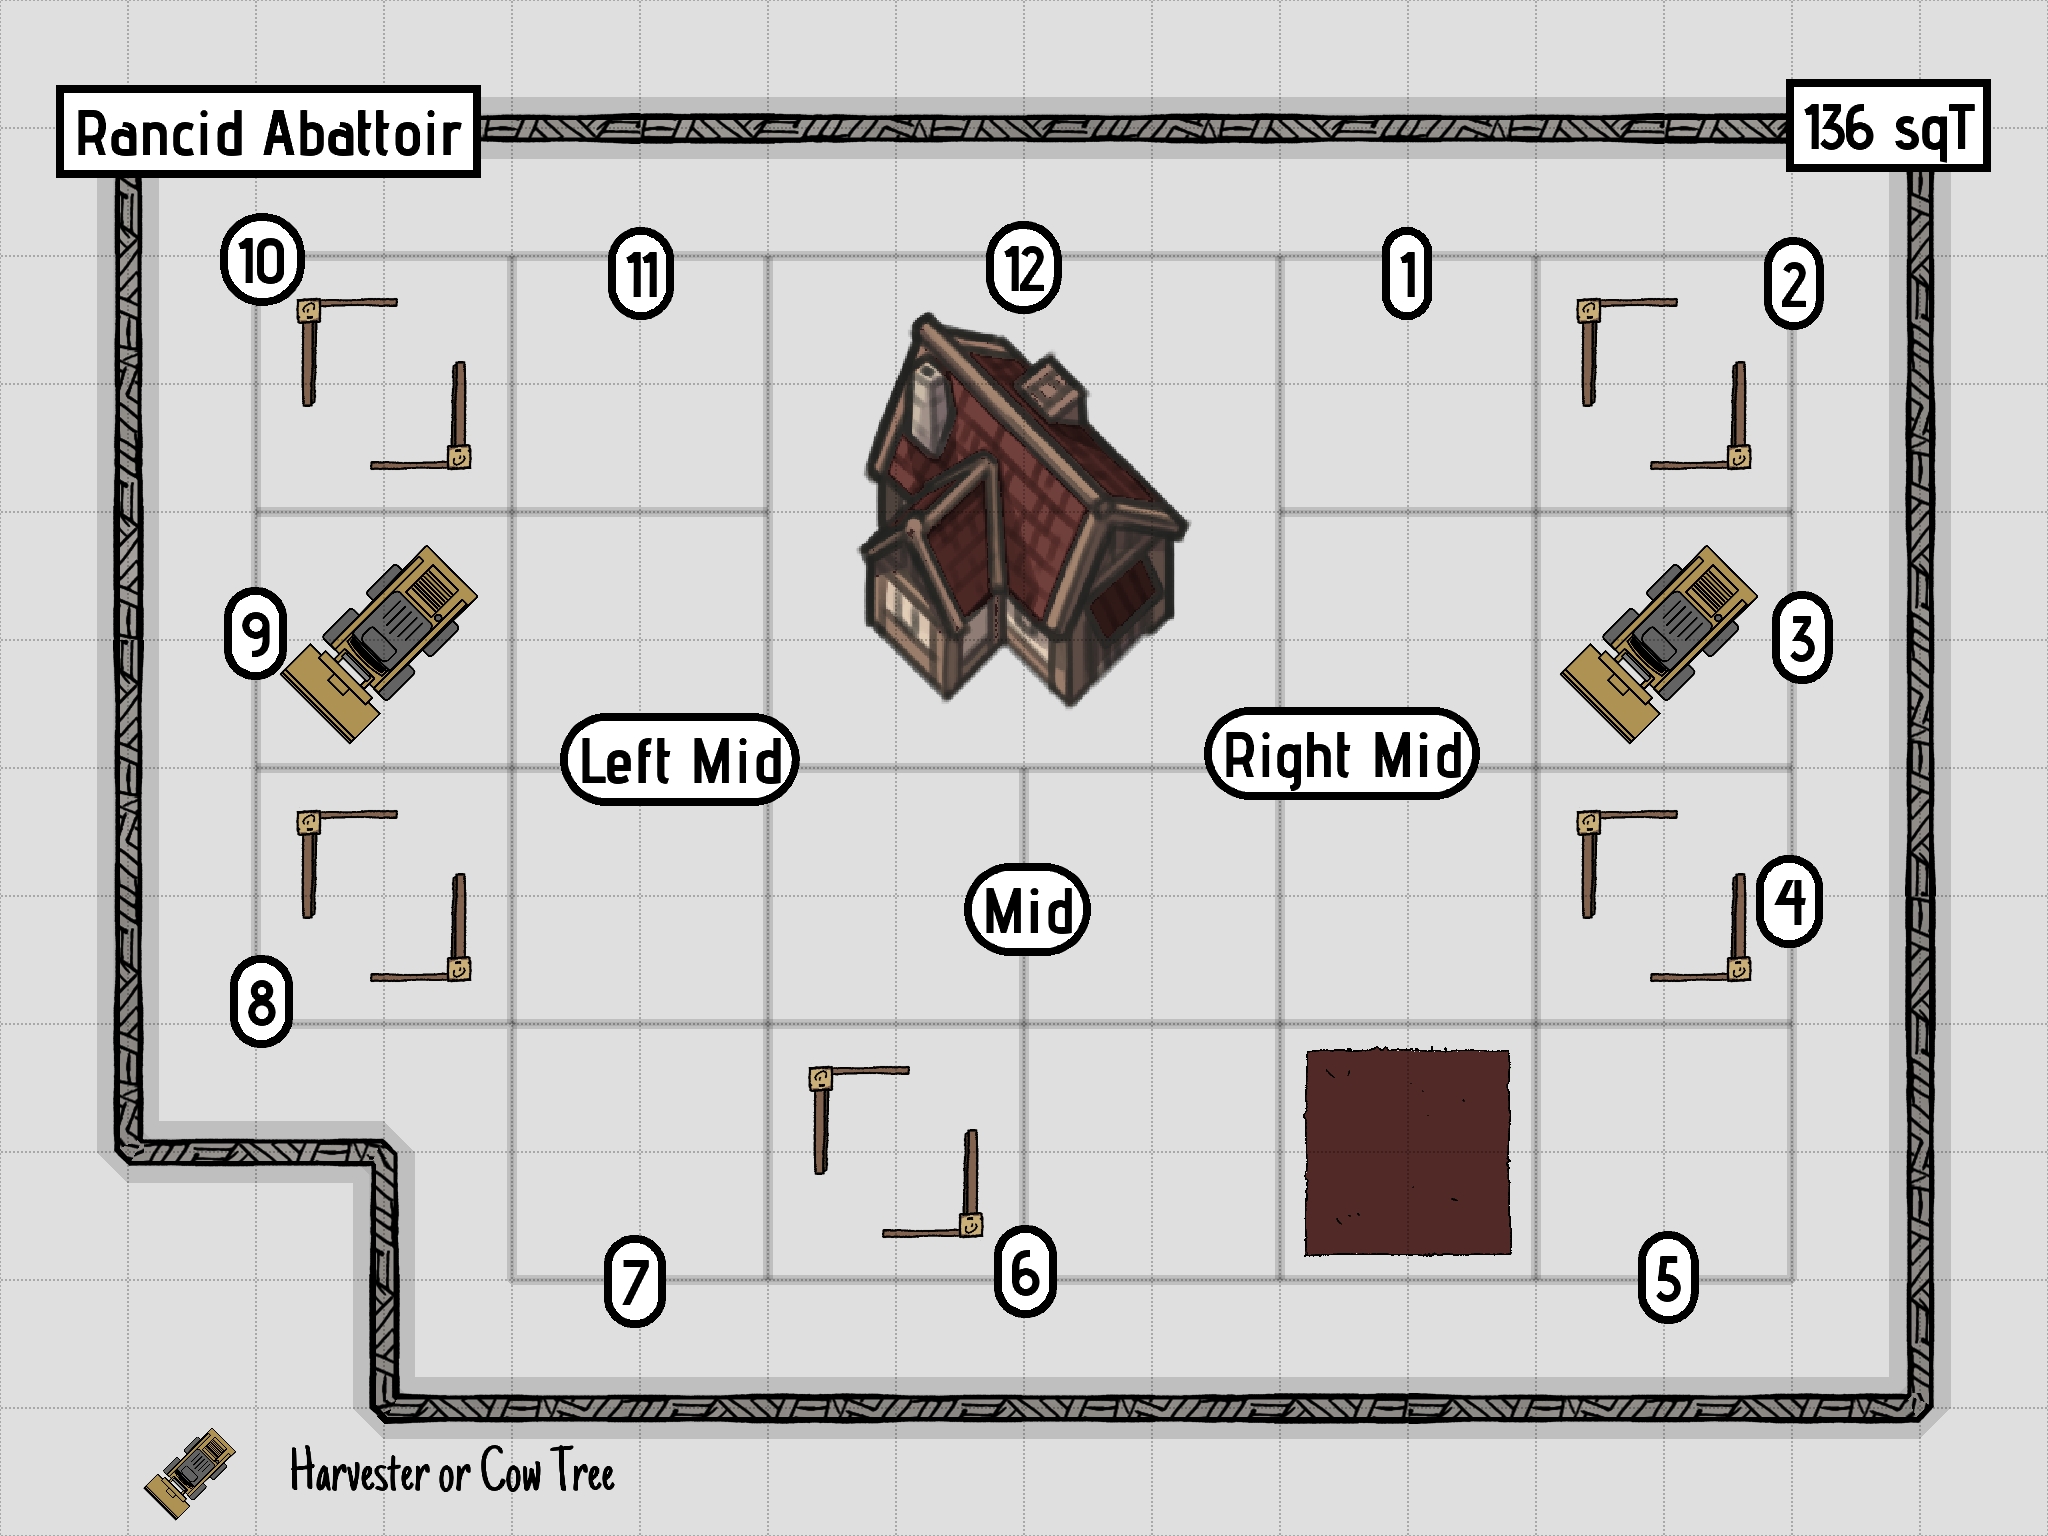 Rancid Abattoir
136 sqT
10
11
12
1
2
9
3
Left Mid
Right Mid
Mid
4
8
7
6
5
Harvester or Cow Tree